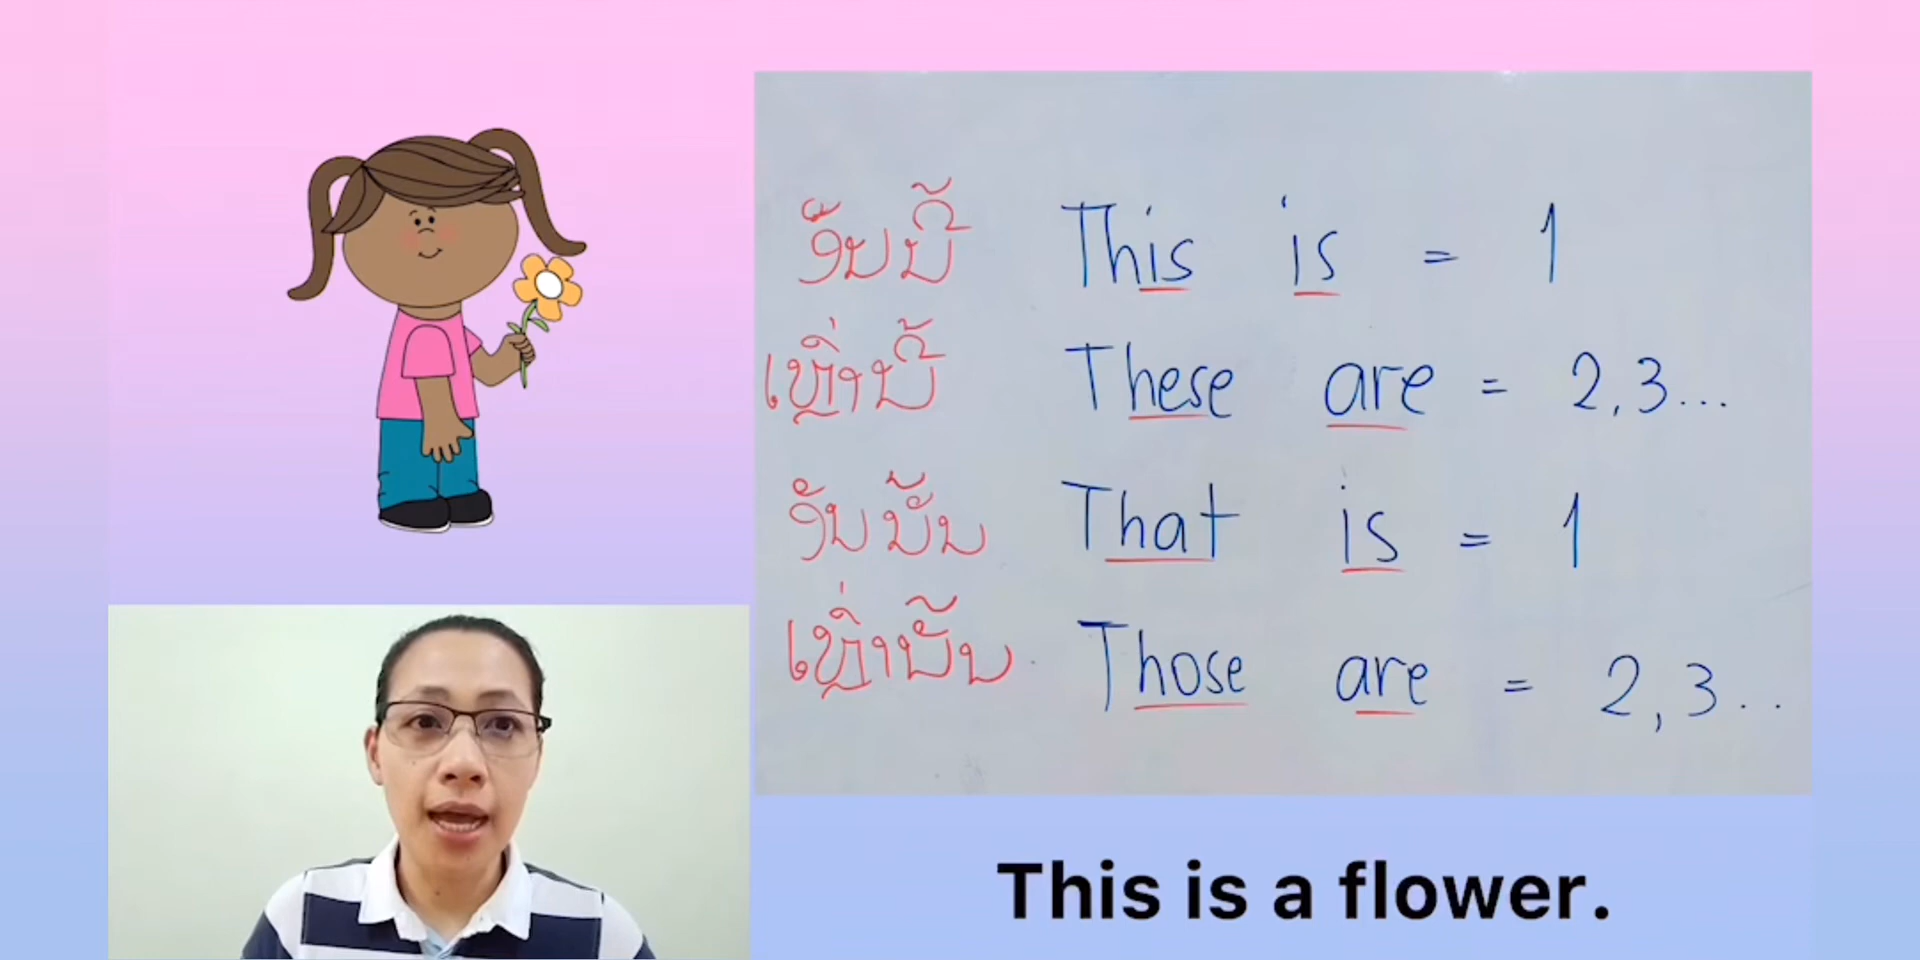 ອັນນີ້ This is = 1
ເຫຼົ່ານີ້ These are = 2,3...
ອັນນັ້ນ That is = 1
ເຫຼົ່ານັ້ນ Those are = 2,3..
This is a flower.